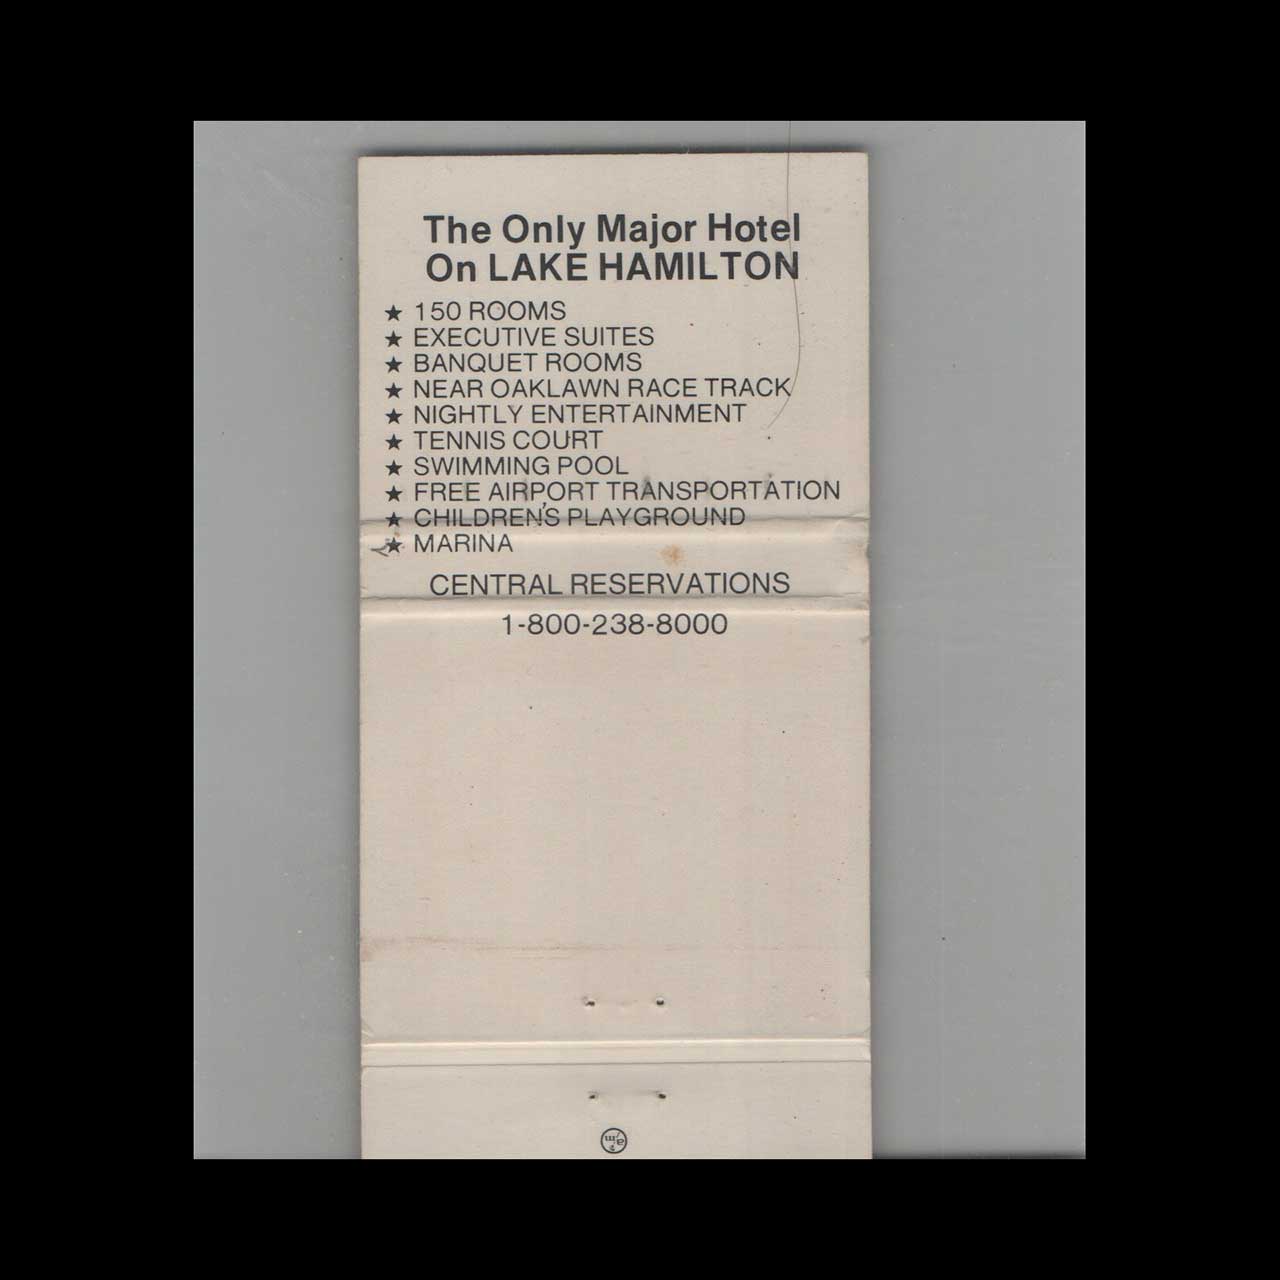 The Only Major Hotel
On LAKE HAMILTON
★ 150 ROOMS
★ EXECUTIVE SUITES
★ BANQUET ROOMS
★ NEAR OAKLAWN RACE TRACK
★ NIGHTLY ENTERTAINMENT
★ TENNIS COURT
★ SWIMMING POOL
★ FREE AIRPORT TRANSPORTATION
★ CHILDREN'S PLAYGROUND
★ MARINA
CENTRAL RESERVATIONS
1-800-238-8000